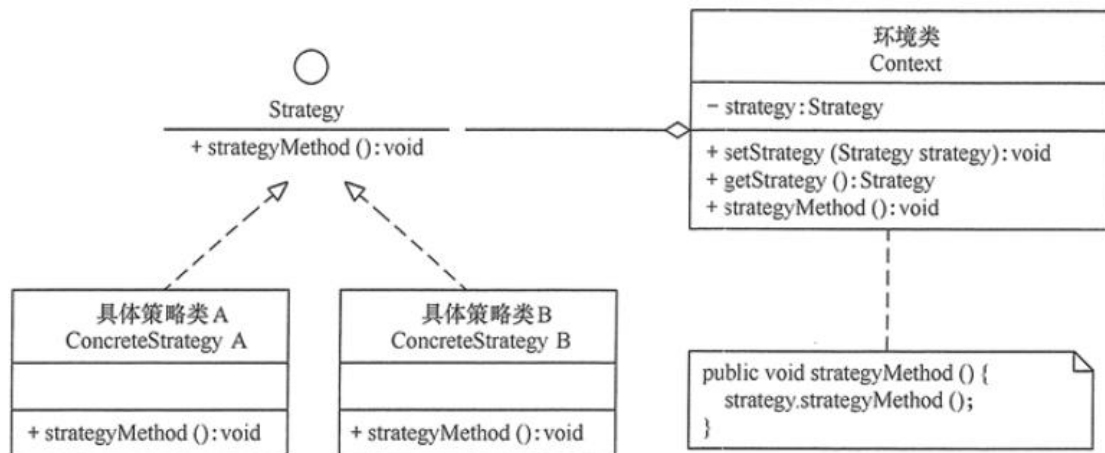 Strategy
+ strategyMethod ():void
环境类
Context
- strategy:Strategy
+ setStrategy (Strategy strategy):void
+ getStrategy ():Strategy
+ strategyMethod ():void
具体策略类A
ConcreteStrategy A
+ strategyMethod ():void
具体策略类B
ConcreteStrategy B
+ strategyMethod ():void
public void strategyMethod () {
strategy.strategyMethod ();
}